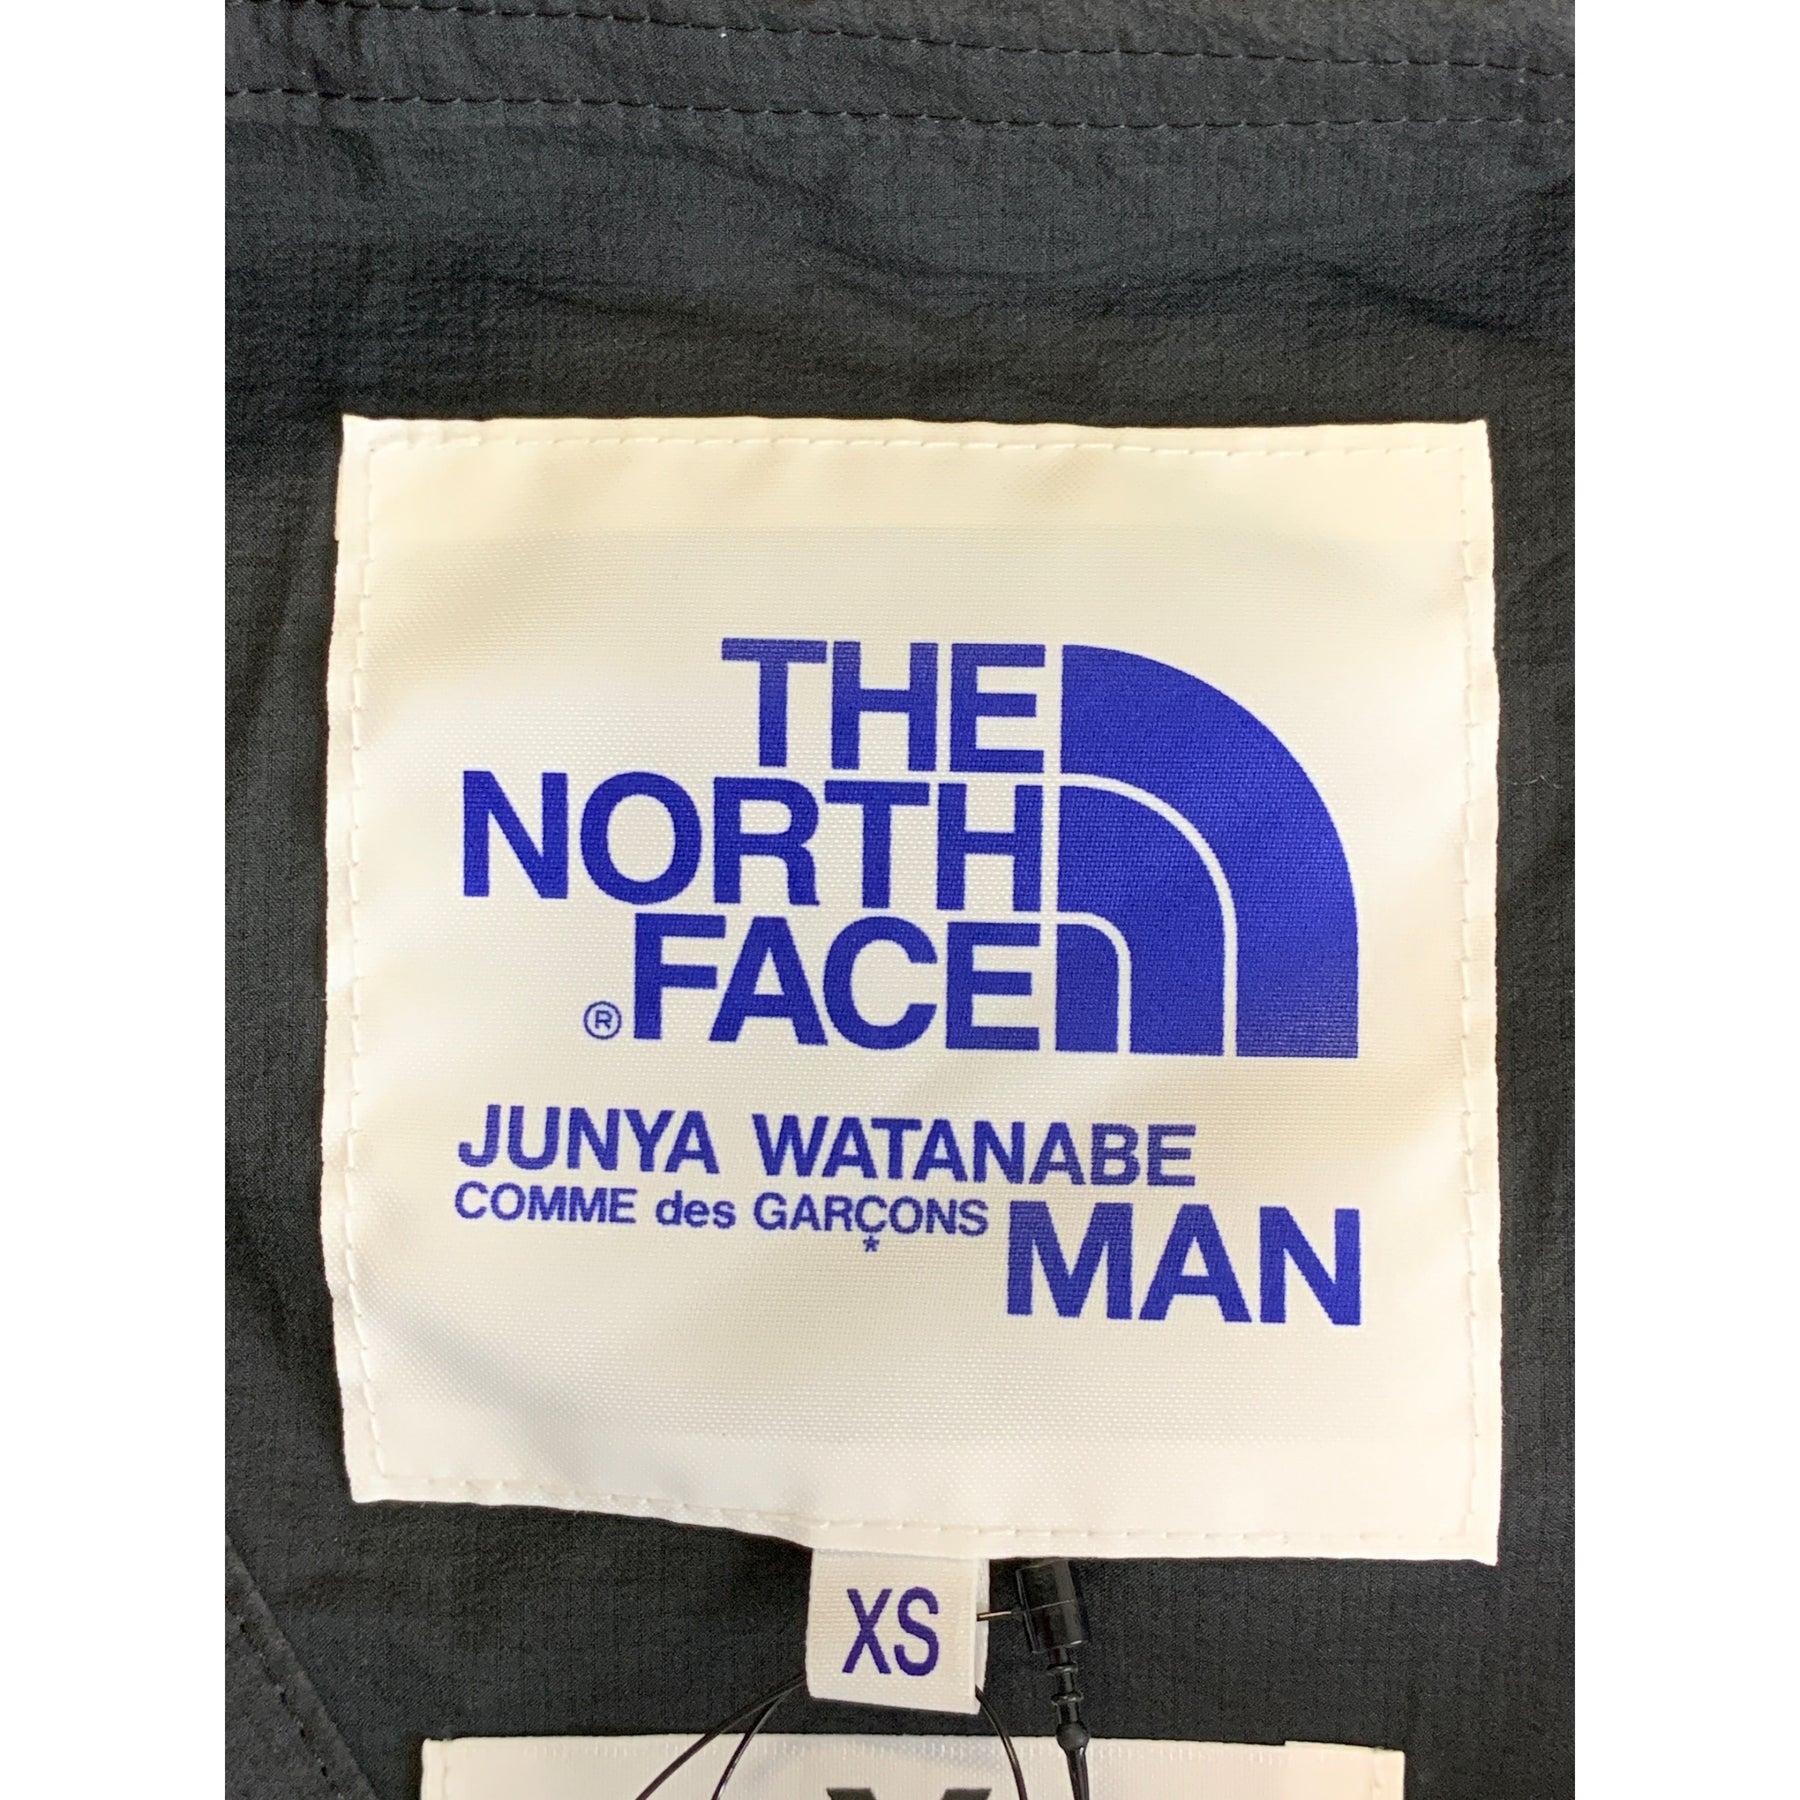 THE
NORTH
® FACE
JUNYA WATANABE
COMME des GARÇONS MAN
*
XS